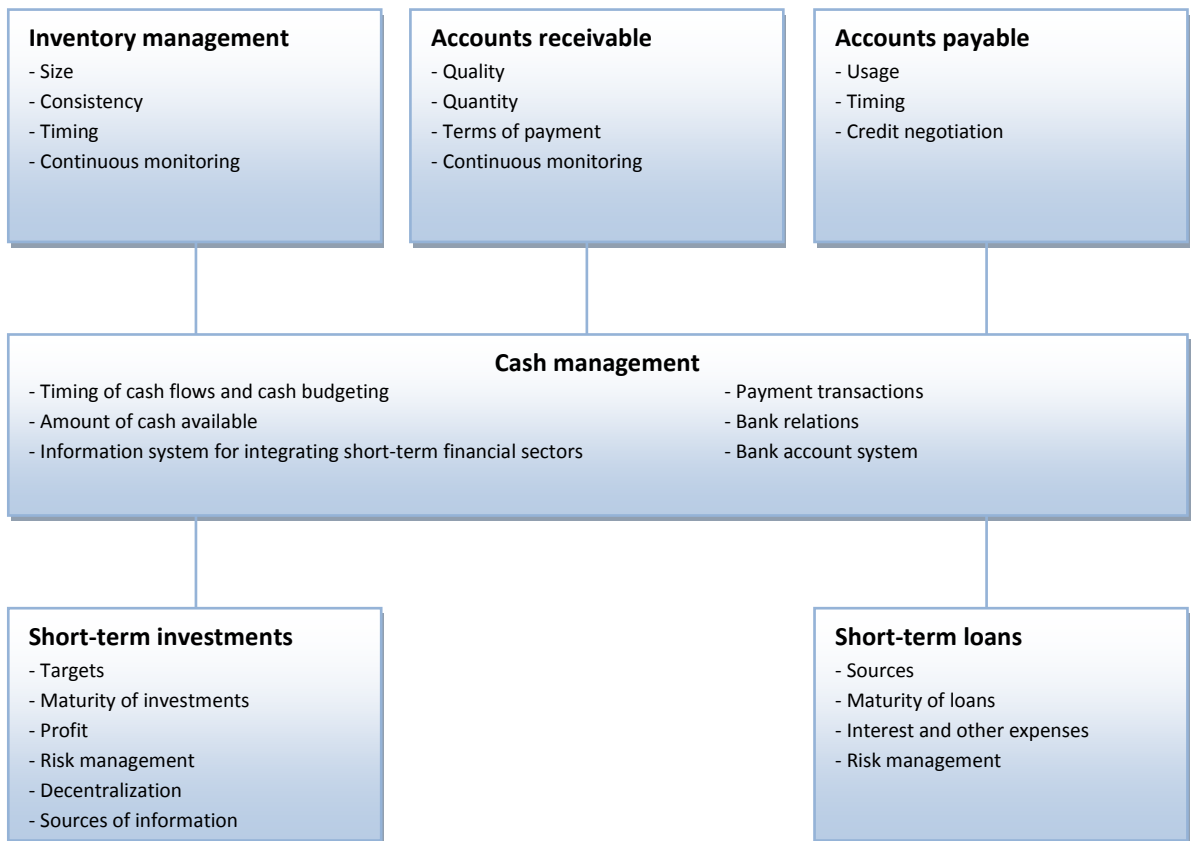 Inventory management
- Size
- Consistency
- Timing
- Continuous monitoring
Accounts receivable
- Quality
- Quantity
- Terms of payment
- Continuous monitoring
Accounts payable
- Usage
- Timing
- Credit negotiation
Cash management
- Timing of cash flows and cash budgeting
- Amount of cash available
- Information system for integrating short-term financial sectors
- Payment transactions
- Bank relations
- Bank account system
Short-term investments
- Targets
- Maturity of investments
- Profit
- Risk management
- Decentralization
- Sources of information
Short-term loans
- Sources
- Maturity of loans
- Interest and other expenses
- Risk management